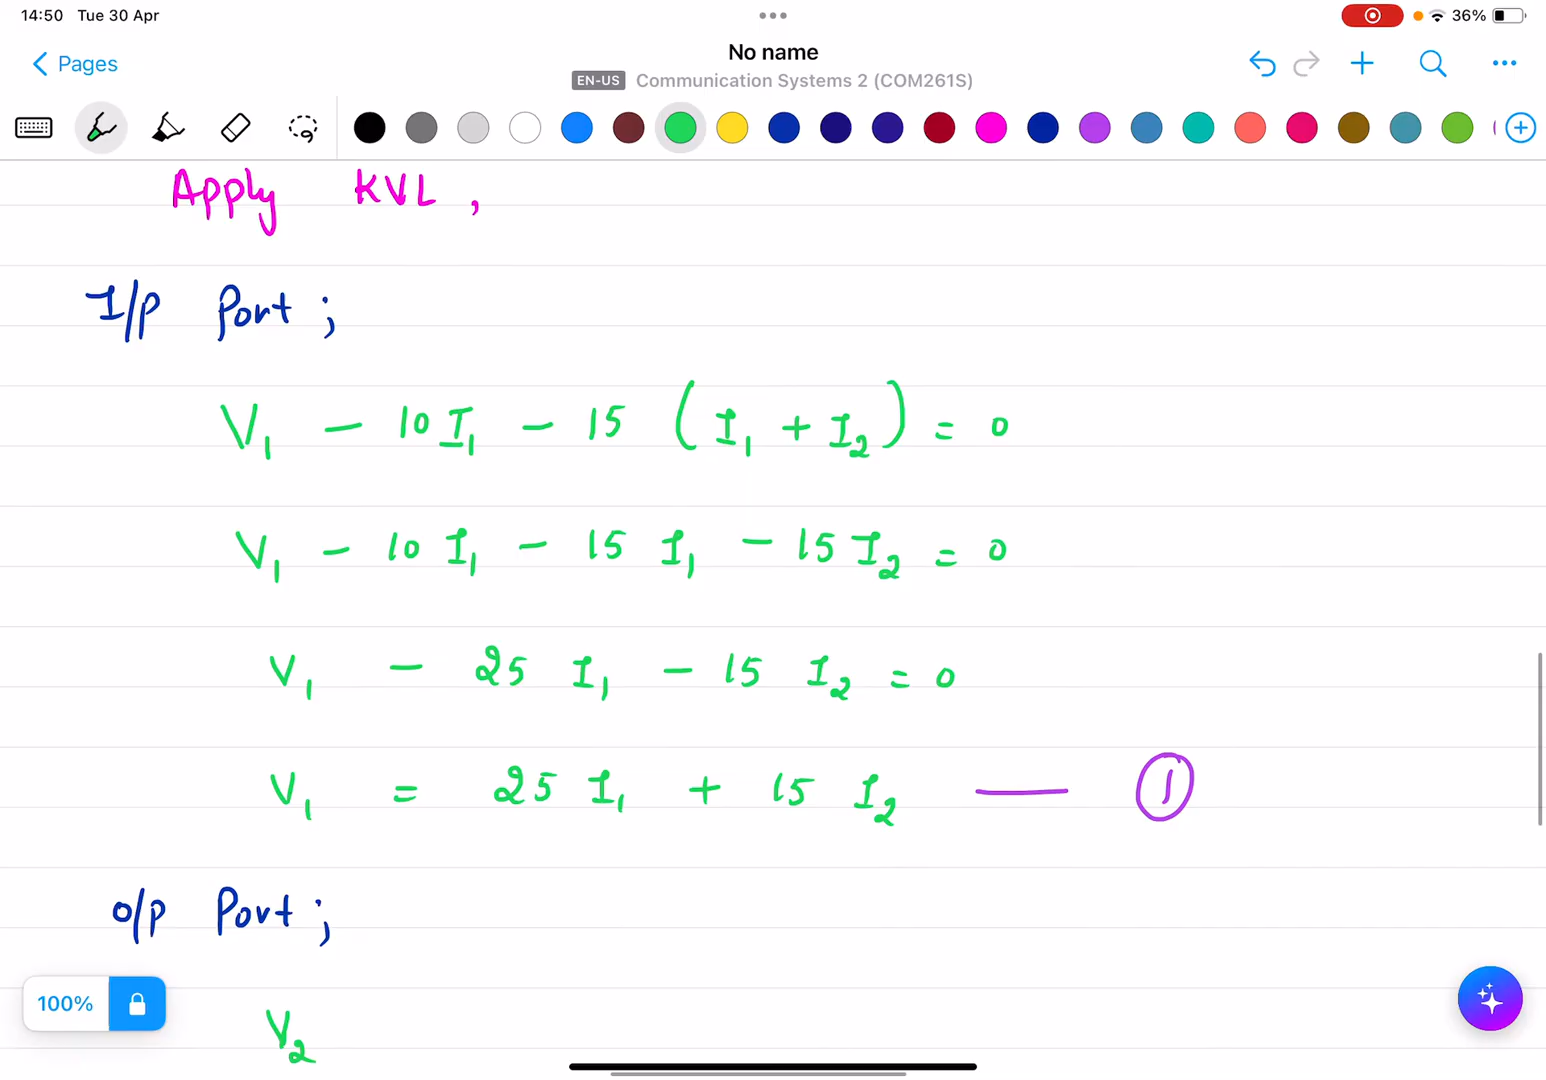 14:50 Tue 30 Apr
36%
Pages
No name
EN-US Communication Systems 2 (COM261S)
Apply KVL,
I/P Port;
V₁ - 10 I₁ - 15 (I₁ + I₂) = 0
V₁ - 10 I₁ - 15 I₁ - 15 I₂ = 0
V₁ - 25 I₁ - 15 I₂ = 0
V₁ = 25 I₁ + 15 I₂ — ①
O/P Port;
100%
V₂